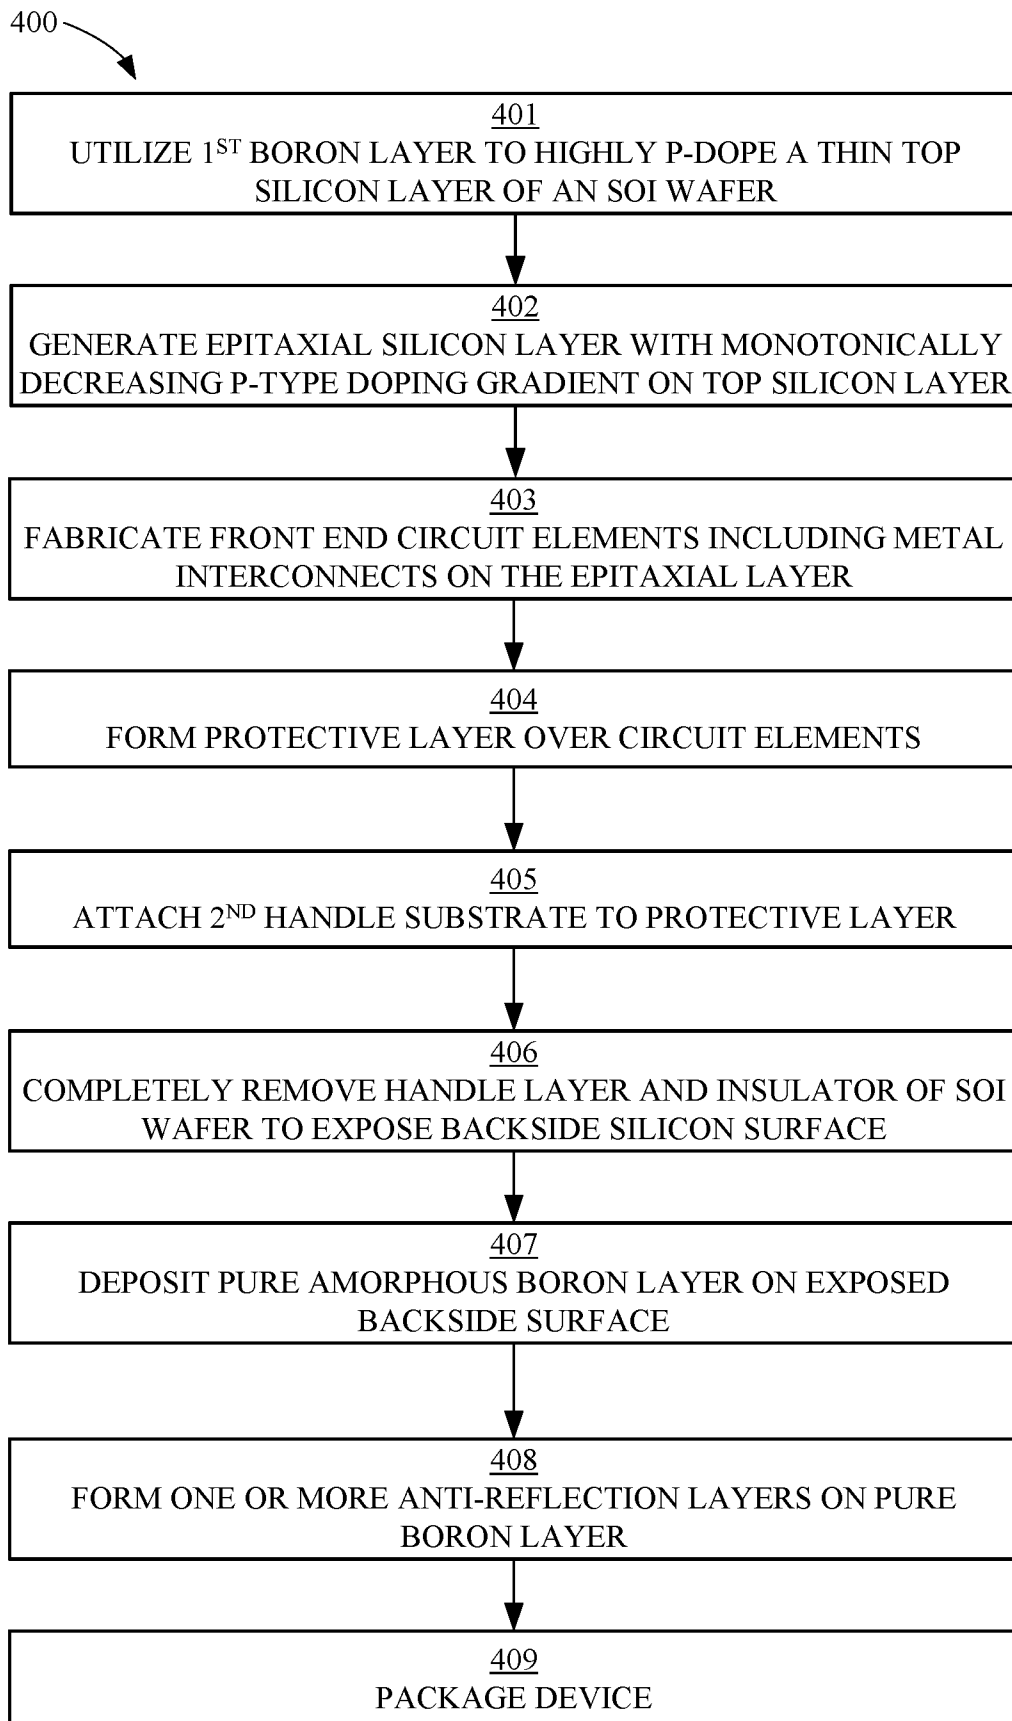 400
401
UTILIZE 1ST BORON LAYER TO HIGHLY P-DOPE A THIN TOP
SILICON LAYER OF AN SOI WAFER
402
GENERATE EPITAXIAL SILICON LAYER WITH MONOTONICALLY
DECREASING P-TYPE DOPING GRADIENT ON TOP SILICON LAYER
403
FABRICATE FRONT END CIRCUIT ELEMENTS INCLUDING METAL
INTERCONNECTS ON THE EPITAXIAL LAYER
404
FORM PROTECTIVE LAYER OVER CIRCUIT ELEMENTS
405
ATTACH 2ND HANDLE SUBSTRATE TO PROTECTIVE LAYER
406
COMPLETELY REMOVE HANDLE LAYER AND INSULATOR OF SOI
WAFER TO EXPOSE BACKSIDE SILICON SURFACE
407
DEPOSIT PURE AMORPHOUS BORON LAYER ON EXPOSED
BACKSIDE SURFACE
408
FORM ONE OR MORE ANTI-REFLECTION LAYERS ON PURE
BORON LAYER
409
PACKAGE DEVICE